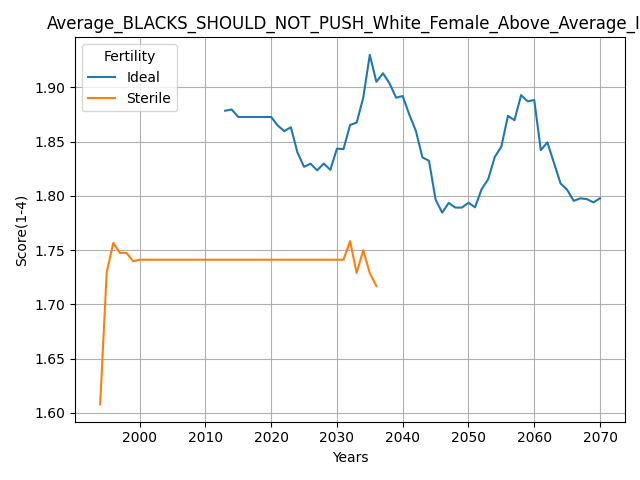 Average_BLACKS_SHOULD_NOT_PUSH_White_Female_Above_Average_I
Fertility
Ideal
Sterile
Score(1-4)
1.90
1.85
1.80
1.75
1.70
1.65
1.60
2000 2010 2020 2030 2040 2050 2060 2070
Years